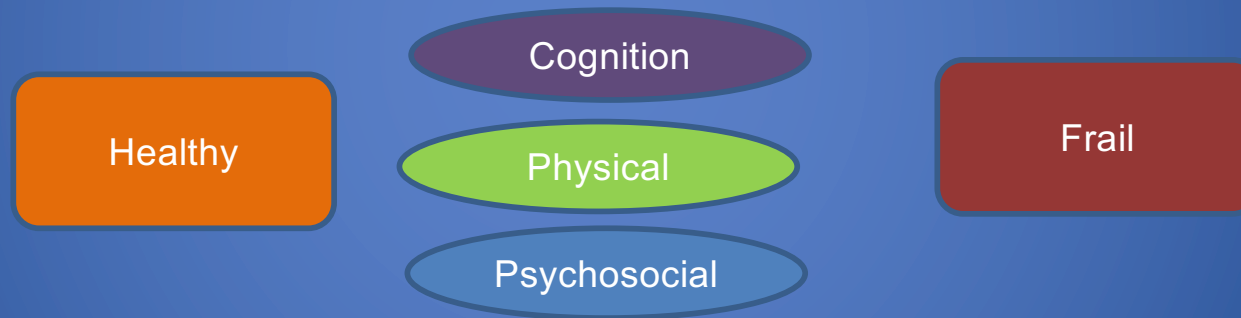 Healthy
Cognition
Physical
Psychosocial
Frail